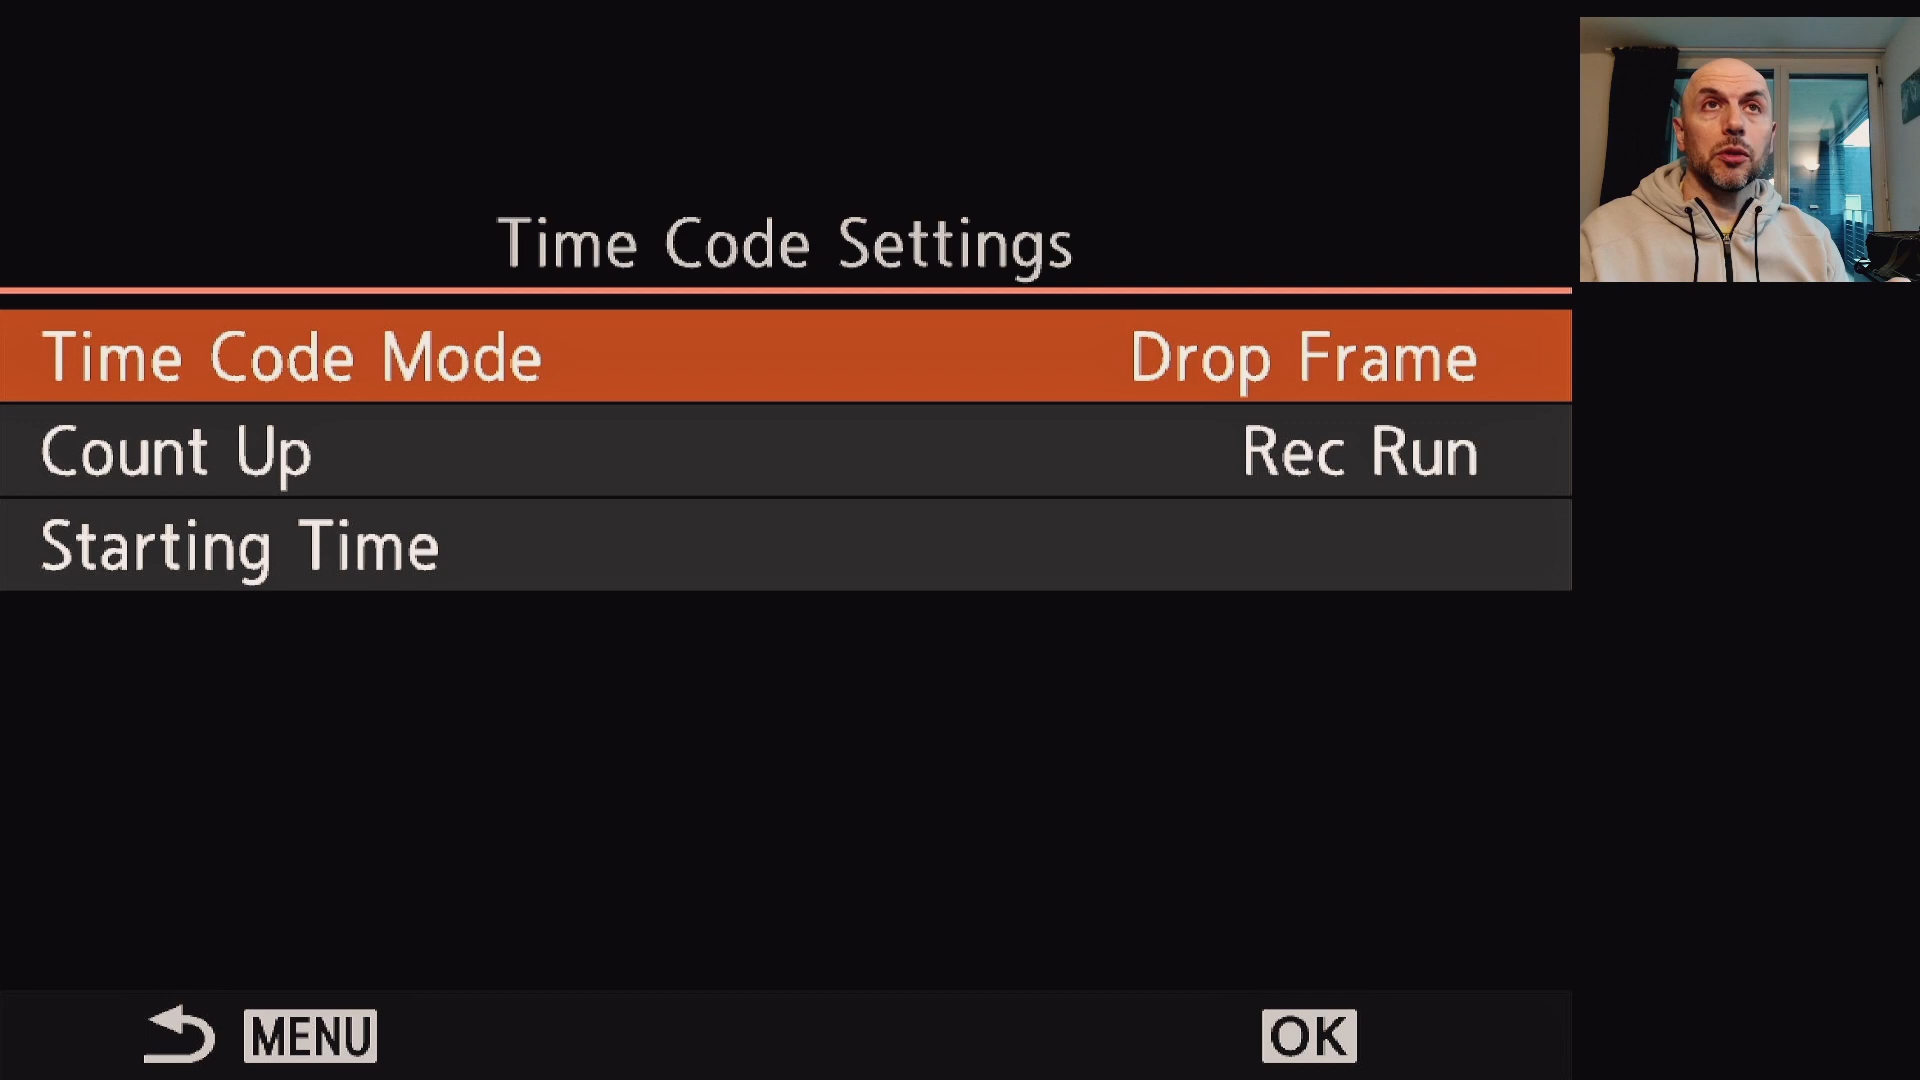 Time Code Settings
Time Code Mode Drop Frame
Count Up Rec Run
Starting Time
MENU OK